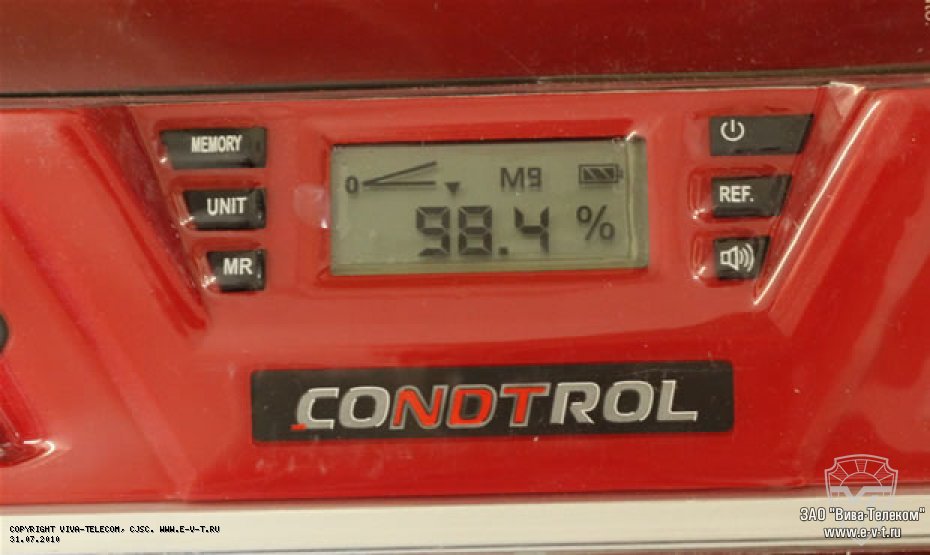 MEMORY
UNIT
MR
0
M9
98.4 %
REF.
CONDTROL
COPYRIGHT VIVA-TELECOM, CJSC. WWW.E-V-T.RU
31.07.2010
ЗАО "Вива-Телеком"
www.e-v-t.ru